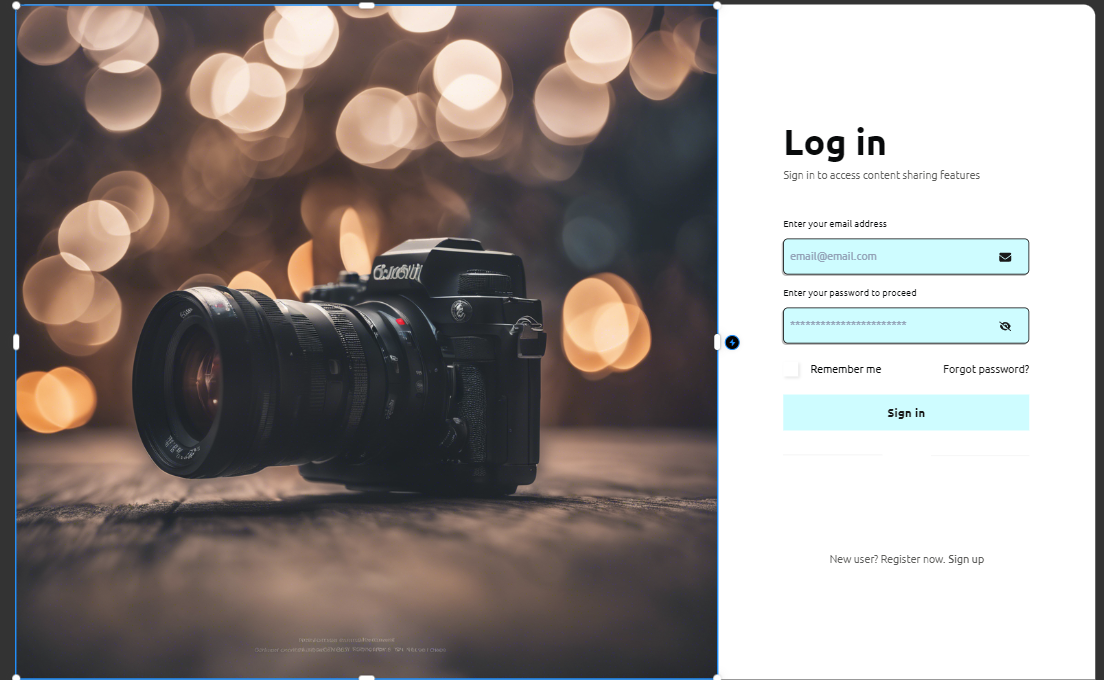 Log in
Sign in to access content sharing features
Enter your email address
email@email.com
Enter your password to proceed
***********************
Remember me
Forgot password?
Sign in
New user? Register now. Sign up